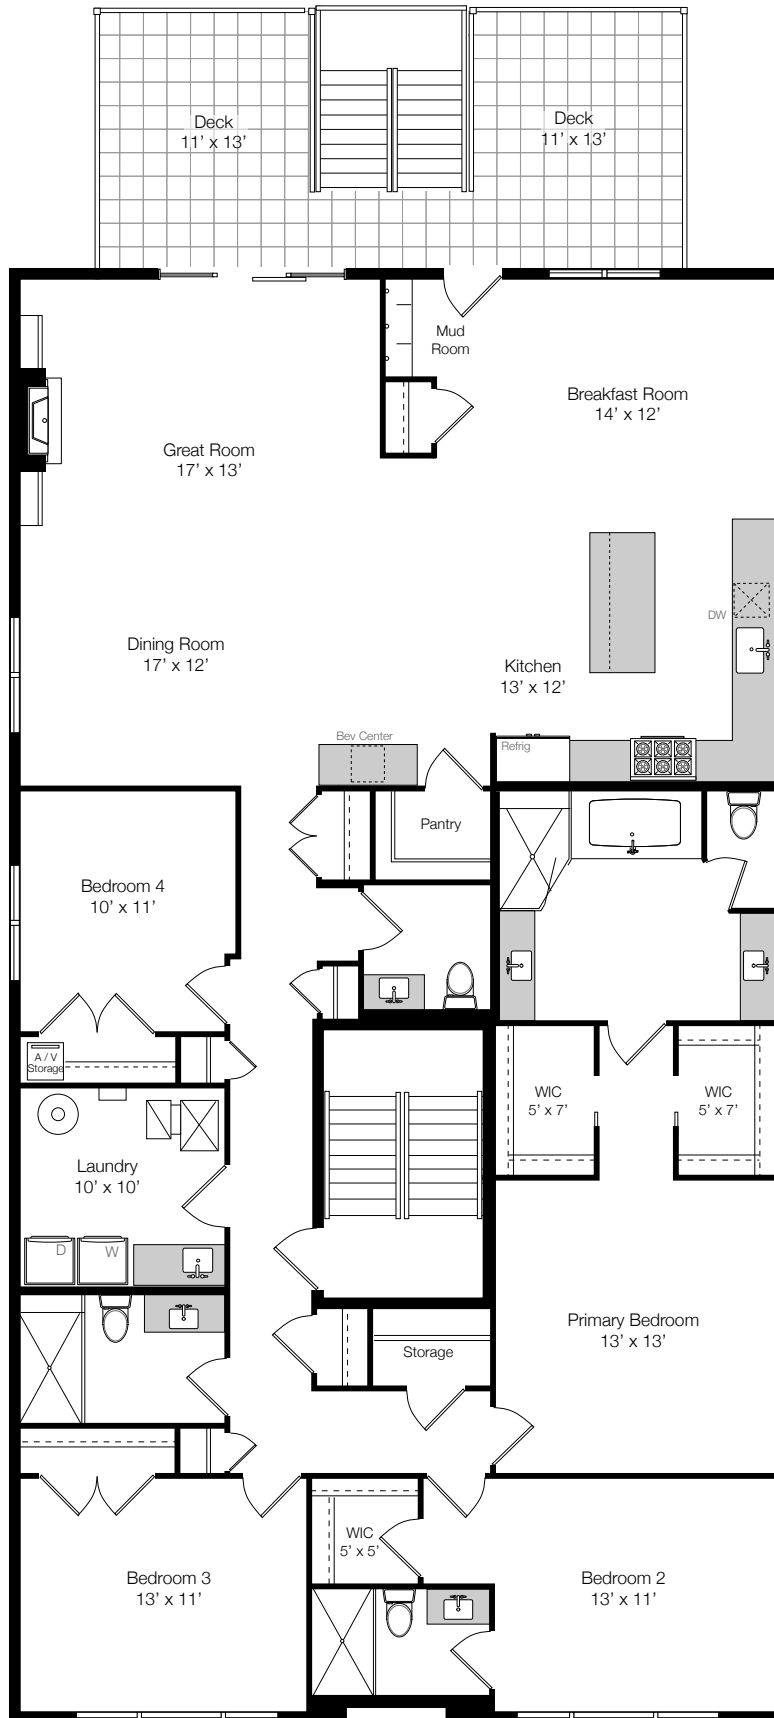 Deck
11’ x 13’
Deck
11’ x 13’
Mud
Room
Breakfast Room
14’ x 12’
Great Room
17’ x 13’
DW
Dining Room
17’ x 12’
Kitchen
13’ x 12’
Bev Center
Refrig
Pantry
Bedroom 4
10’ x 11’
A / V
Storage
WIC
5’ x 7’
WIC
5’ x 7’
Laundry
10’ x 10’
D
W
Primary Bedroom
13’ x 13’
Storage
WIC
5’ x 5’
Bedroom 3
13’ x 11’
Bedroom 2
13’ x 11’